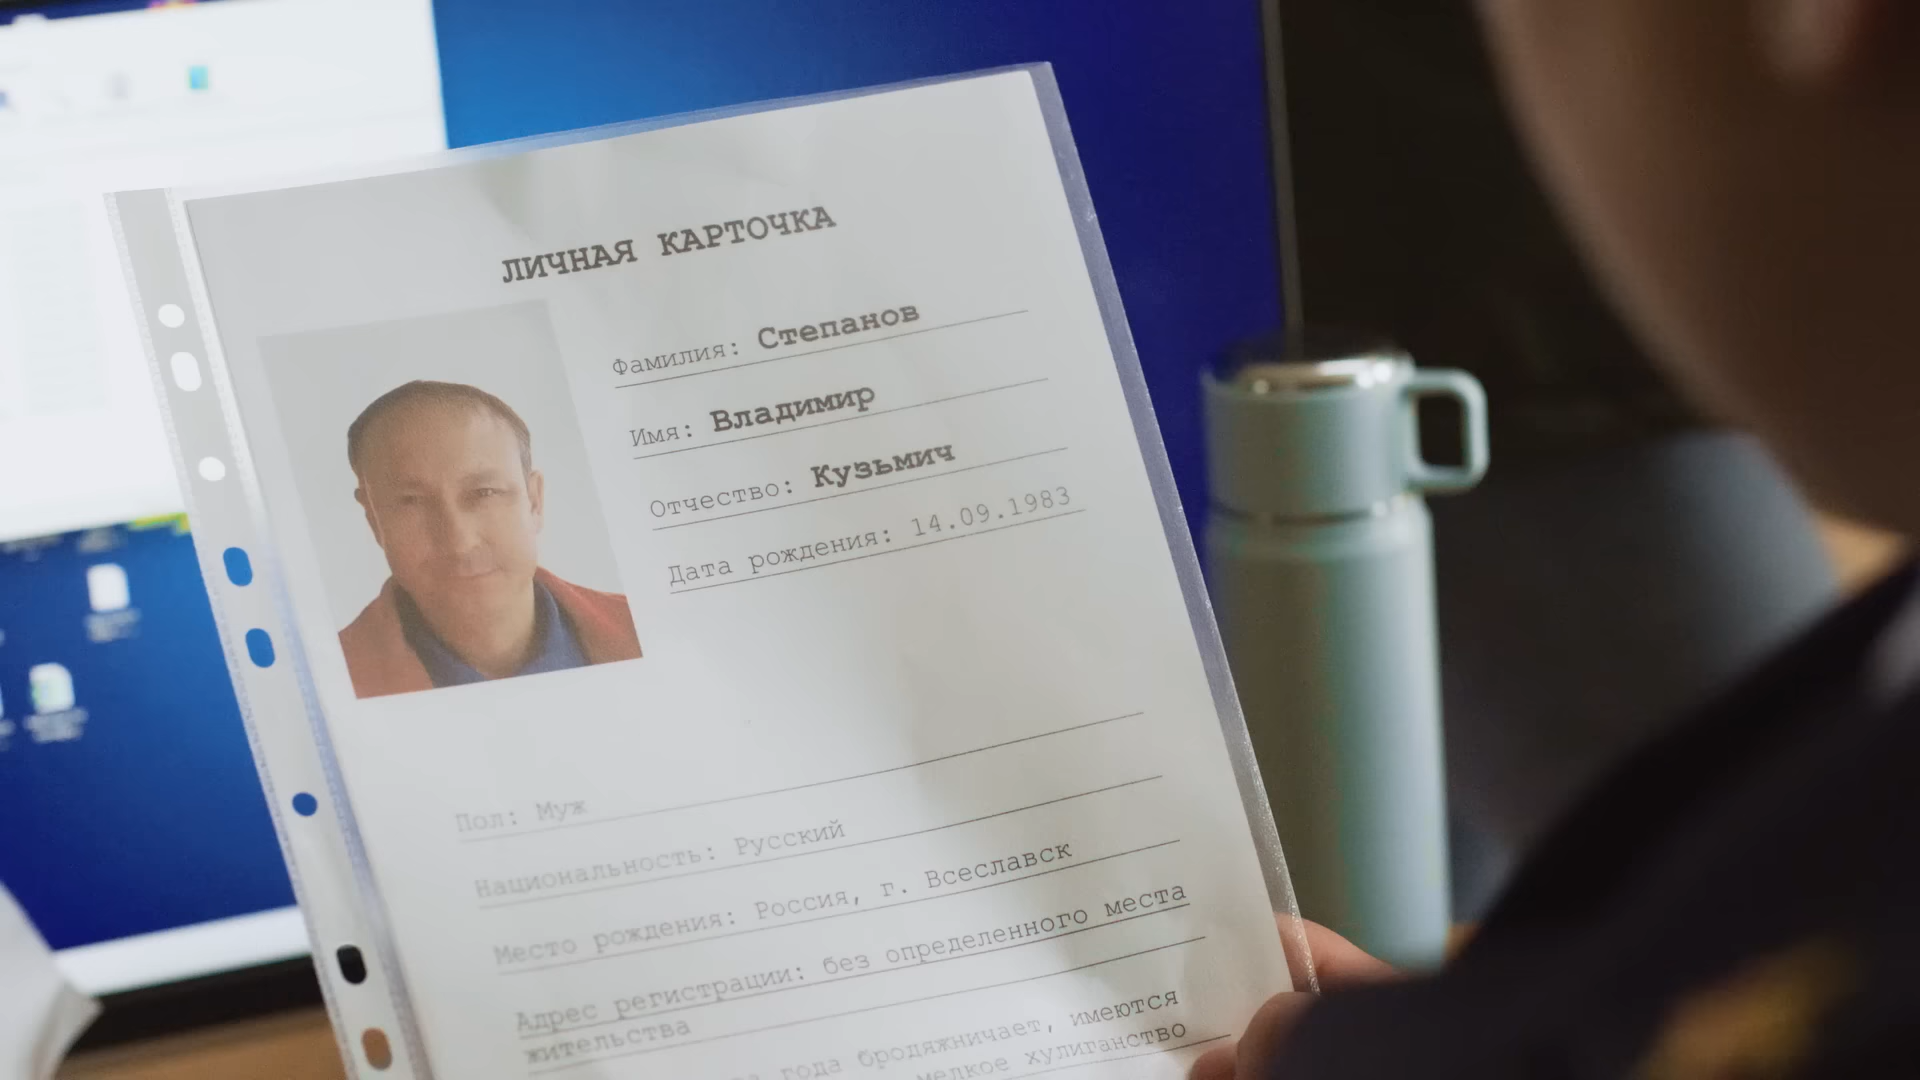 ЛИЧНАЯ КАРТОЧКА
Фамилия: Степанов
Имя: Владимир
Отчество: Кузьмич
Дата рождения: 14.09.1983
Пол: Муж
Национальность: Русский
Место рождения: Россия, г. Всеславск
Адрес регистрации: без определенного места
жительства
года бродяжничает, имеются
мелкое хулиганство